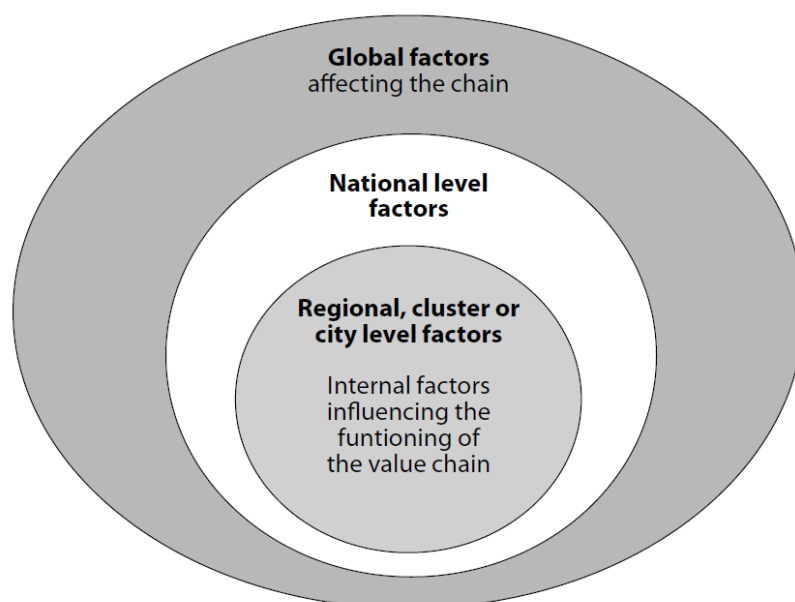 Global factors
affecting the chain
National level
factors
Regional, cluster or
city level factors
Internal factors
influencing the
funtioning of
the value chain